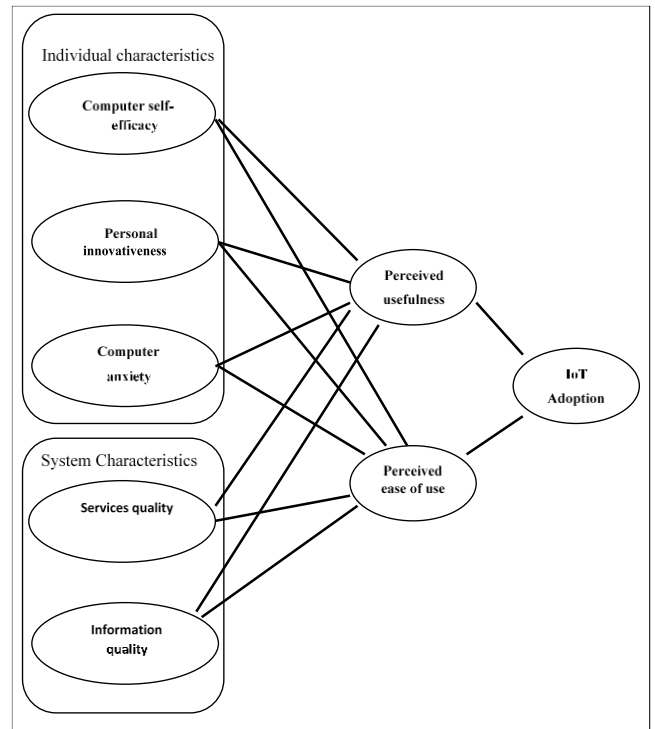 Individual characteristics
Computer self-
efficacy
Personal
innovativeness
Computer
anxiety
System Characteristics
Services quality
Information
quality
Perceived
usefulness
Perceived
ease of use
IoT
Adoption